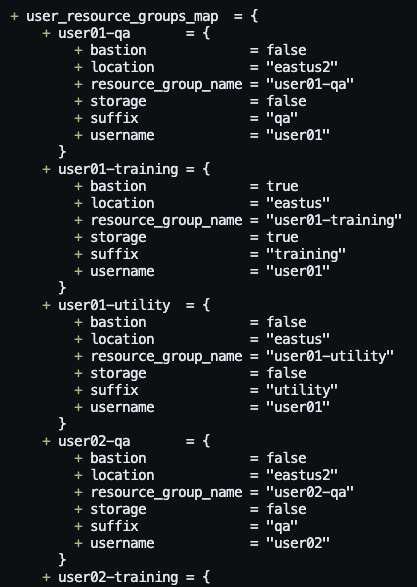 + user_resource_groups_map  = {
    + user01-qa       = {
        + bastion             = false
        + location            = "eastus2"
        + resource_group_name = "user01-qa"
        + storage             = false
        + suffix              = "qa"
        + username            = "user01"
      }
    + user01-training = {
        + bastion             = true
        + location            = "eastus"
        + resource_group_name = "user01-training"
        + storage             = true
        + suffix              = "training"
        + username            = "user01"
      }
    + user01-utility  = {
        + bastion             = false
        + location            = "eastus"
        + resource_group_name = "user01-utility"
        + storage             = false
        + suffix              = "utility"
        + username            = "user01"
      }
    + user02-qa       = {
        + bastion             = false
        + location            = "eastus2"
        + resource_group_name = "user02-qa"
        + storage             = false
        + suffix              = "qa"
        + username            = "user02"
      }
    + user02-training = {